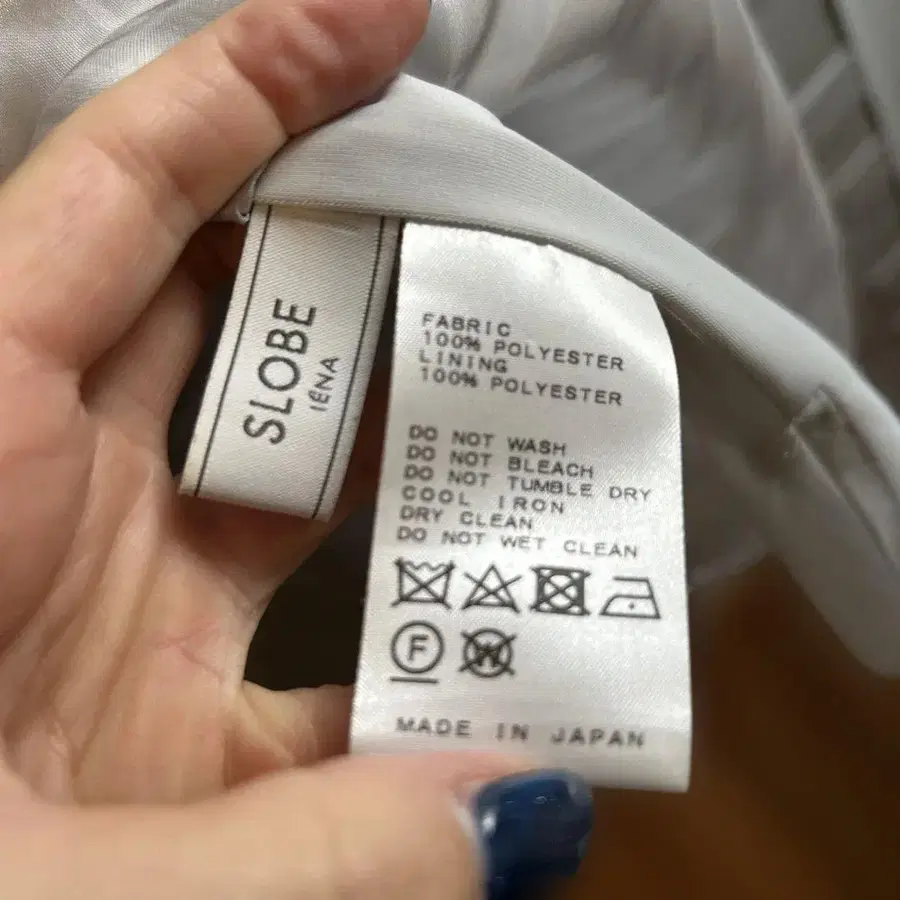 SLOBE
IÉNA
FABRIC
100% POLYESTER
LINING
100% POLYESTER
DO NOT WASH
DO NOT BLEACH
DO NOT TUMBLE DRY
COOL IRON
DRY CLEAN
DO NOT WET CLEAN
F
W
MADE IN JAPAN